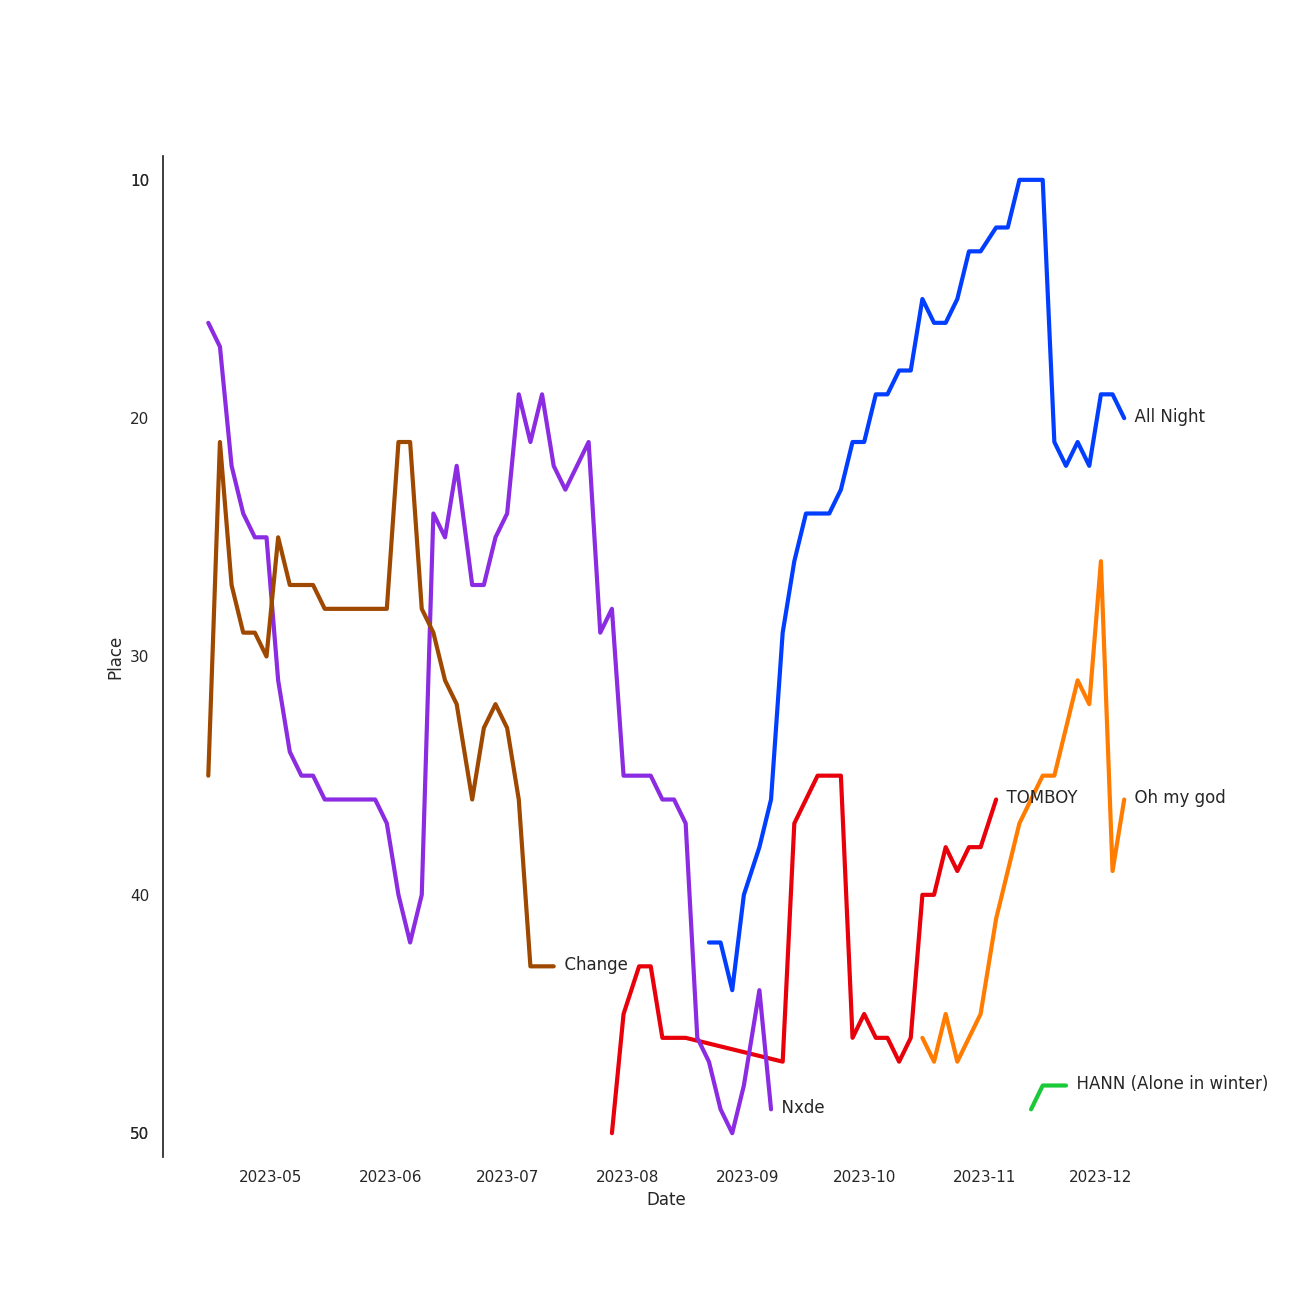 10
20
All Night
30
Place
TOMBOY
Oh my god
40
Change
HANN (Alone in winter)
Nxde
50
2023-05 2023-06 2023-07 2023-08 2023-09 2023-10 2023-11 2023-12
Date